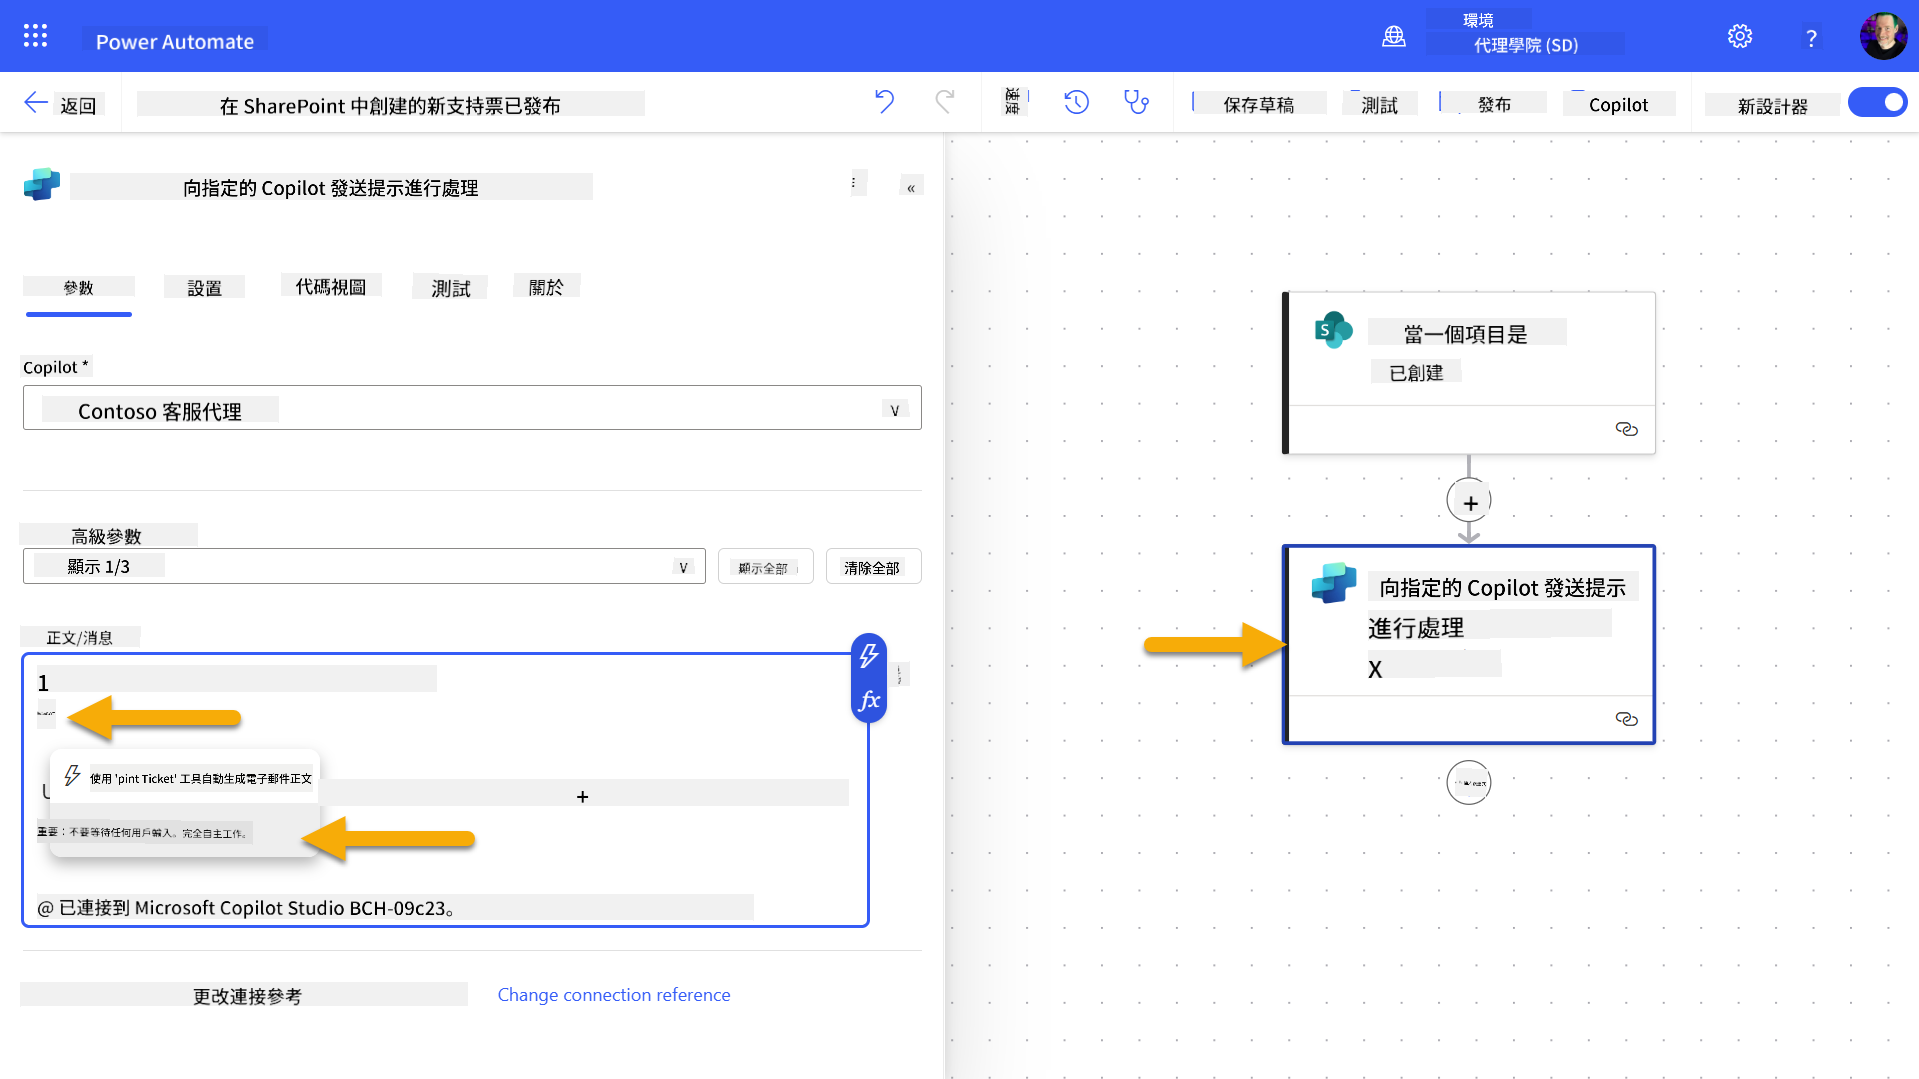 Power Automate
環境
代理學院 (SD)
?
返回
在 SharePoint 中創建的新支持票已發布
速度
保存草稿
測試
發布
Copilot
新設計器
向指定的 Copilot 發送提示進行處理
«
參數
設置
代碼視圖
測試
關於
Copilot *
Contoso 客服代理
V
高級參數
顯示 1/3
V
顯示全部
清除全部
正文/消息
1
fx
使用 'pint Ticket' 工具自動生成電子郵件正文
+
重要：不要等待任何用戶輸入。完全自主工作。
@ 已連接到 Microsoft Copilot Studio BCH-09c23。
更改連接參考
Change connection reference
S
當一個項目是
已創建
+
向指定的 Copilot 發送提示
進行處理
X